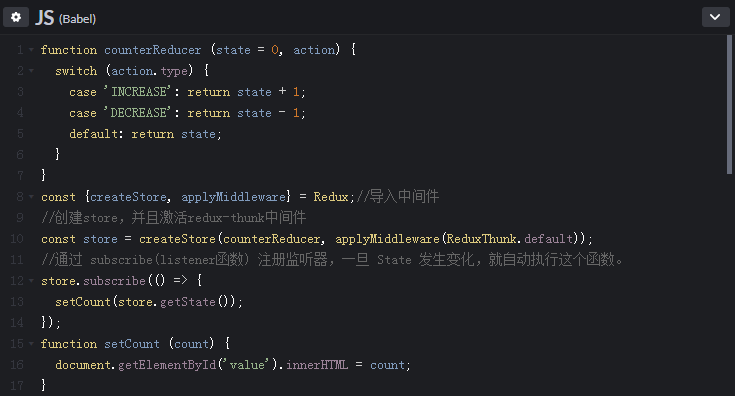 JS (Babel)
1 function counterReducer (state = 0, action) {
2   switch (action.type) {
3     case 'INCREASE': return state + 1;
4     case 'DECREASE': return state - 1;
5     default: return state;
6   }
7 }
8 const {createStore, applyMiddleware} = Redux;//导入中间件
9 //创建store，并且激活redux-thunk中间件
10 const store = createStore(counterReducer, applyMiddleware(ReduxThunk.default));
11 //通过 subscribe(listener函数) 注册监听器，一旦 State 发生变化，就自动执行这个函数。
12 store.subscribe(() => {
13   setCount(store.getState());
14 });
15 function setCount (count) {
16   document.getElementById('value').innerHTML = count;
17 }